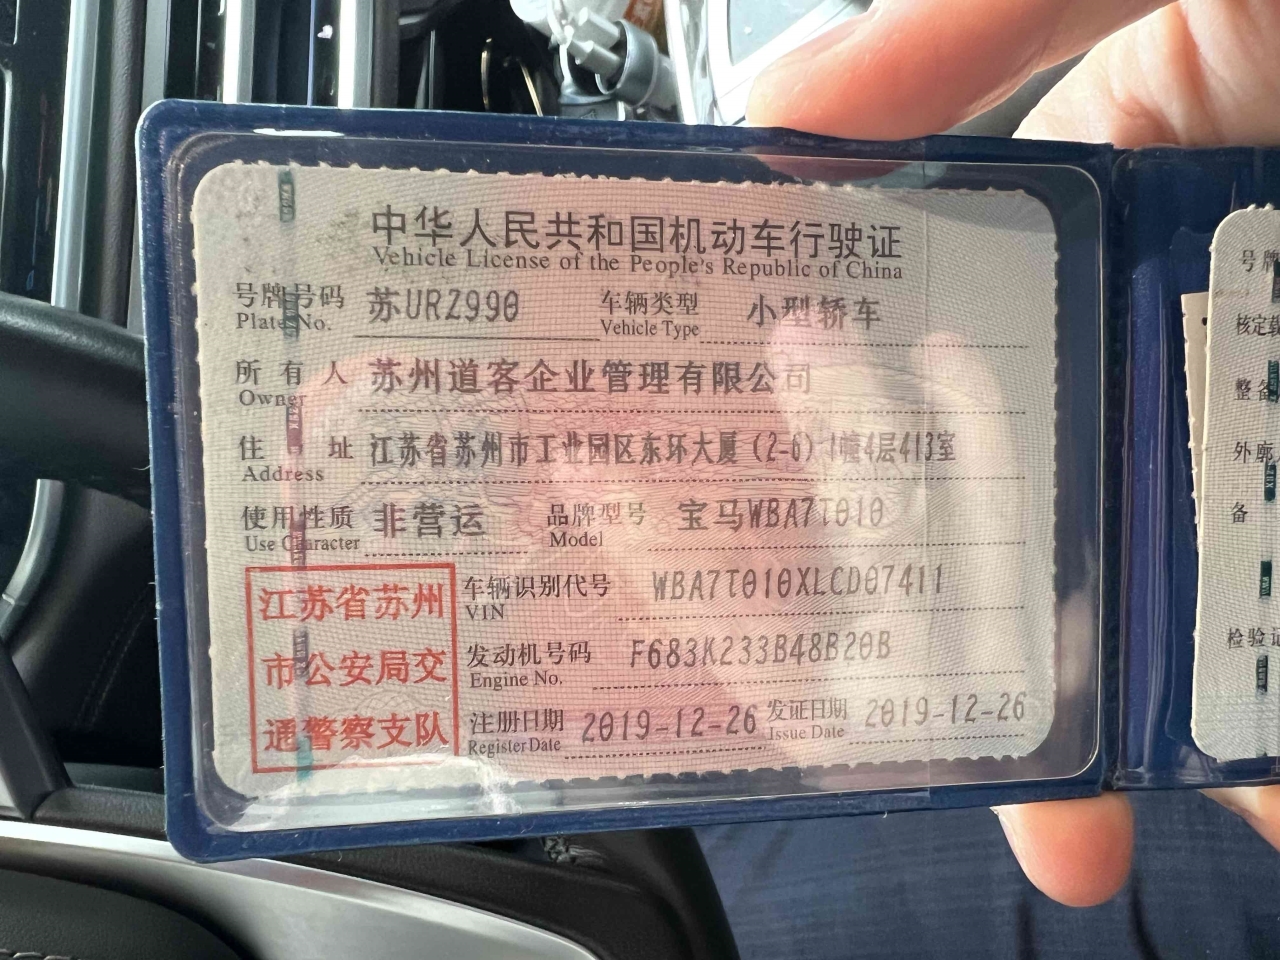 中华人民共和国机动车行驶证
Vehicle License of the People's Republic of China
号牌号码 Plate No. 苏URZ990 车辆类型 Vehicle Type 小型轿车
所有人 Owner 苏州道客企业管理有限公司
住址 Address 江苏省苏州市工业园区东环大厦(2-6)1幢4层413室
使用性质 Use Character 非营运 品牌型号 Model 宝马WBA7T010
车辆识别代号 VIN WBA7T010XLCD07411
发动机号码 Engine No. F683K233B48B20B
注册日期 Register Date 2019-12-26 发证日期 Issue Date 2019-12-26
江苏省苏州
市公安局交
通警察支队
号牌
核定载
整备
外廓
备
检验记